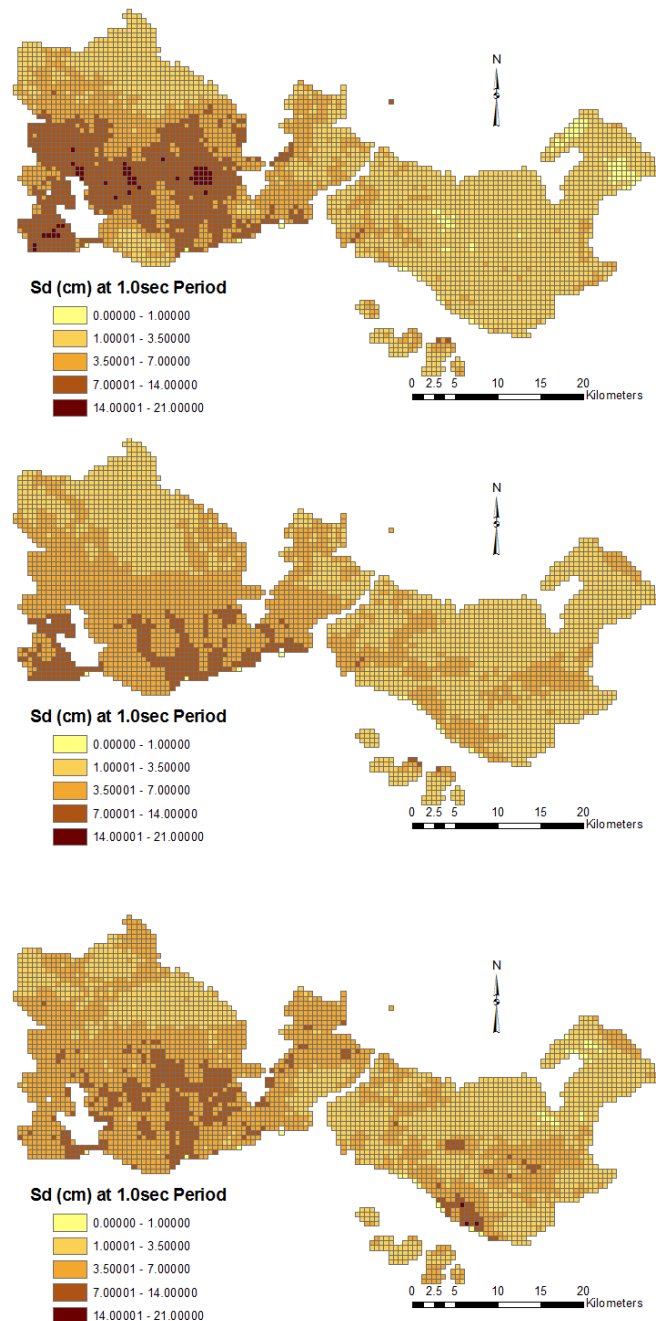 N
Sd (cm) at 1.0sec Period
0.00000 - 1.00000
1.00001 - 3.50000
3.50001 - 7.00000
7.00001 - 14.00000
14.00001 - 21.00000
0 2.5 5 10 15 20
Kilometers
N
Sd (cm) at 1.0sec Period
0.00000 - 1.00000
1.00001 - 3.50000
3.50001 - 7.00000
7.00001 - 14.00000
14.00001 - 21.00000
0 2.5 5 10 15 20
Kilometers
N
Sd (cm) at 1.0sec Period
0.00000 - 1.00000
1.00001 - 3.50000
3.50001 - 7.00000
7.00001 - 14.00000
14.00001 - 21.00000
0 2.5 5 10 15 20
Kilometers